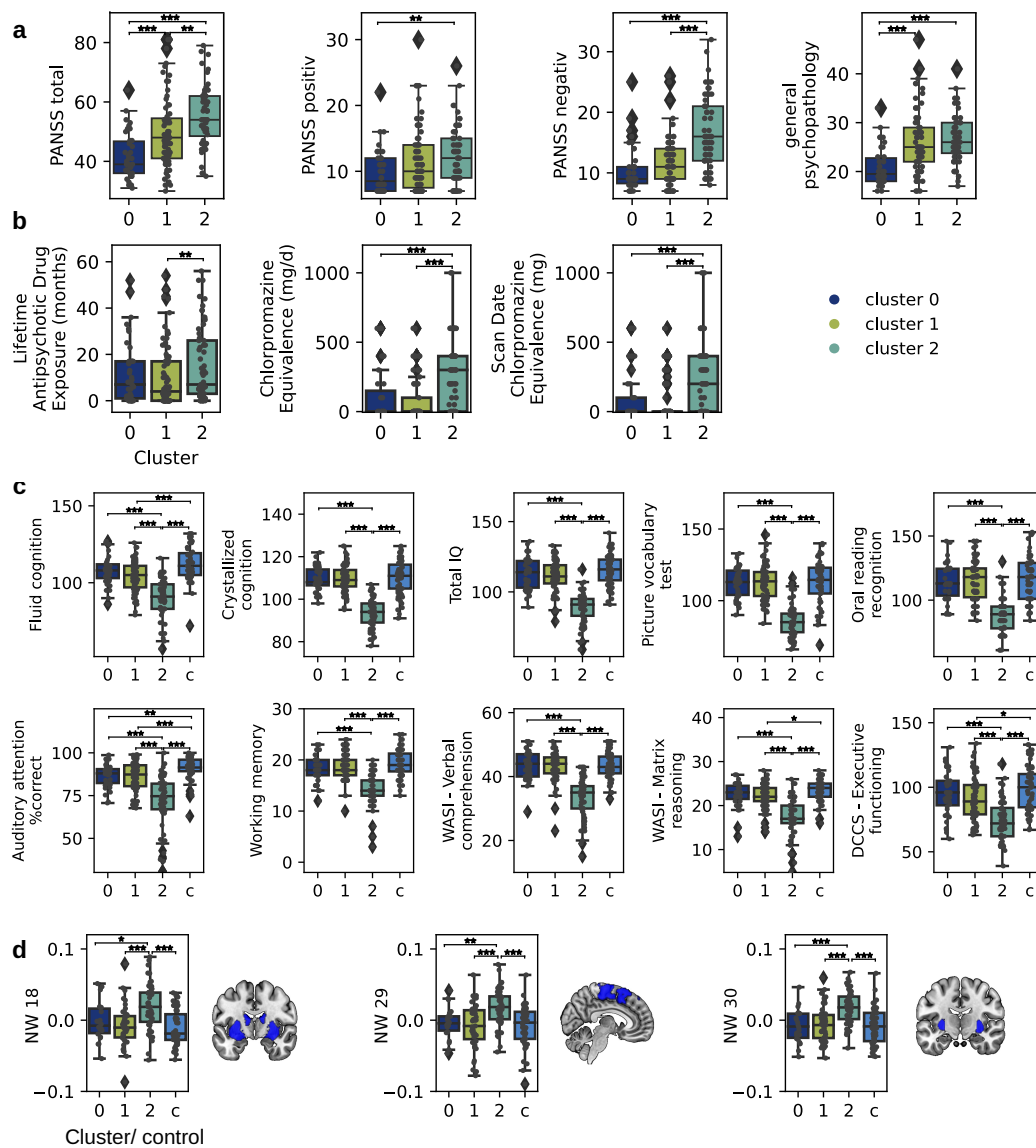 a
PANSS total
80
60
40
0 1 2
*** 
*** **
PANSS positiv
30
20
10
0 1 2
**
PANSS negativ
30
20
10
0 1 2
***
***
general
psychopathology
40
30
20
0 1 2
***
***
b
Lifetime
Antipsychotic Drug
Exposure (months)
60
40
20
0
0 1 2
Cluster
**
Chlorpromazine
Equivalence (mg/d)
1000
500
0
0 1 2
***
***
Scan Date
Chlorpromazine
Equivalence (mg)
1000
500
0
0 1 2
***
***
cluster 0
cluster 1
cluster 2
c
Fluid cognition
150
100
0 1 2 c
***
***
*** ***
Crystallized
cognition
140
120
100
80
0 1 2 c
***
*** ***
Total IQ
150
100
0 1 2 c
***
*** ***
Picture vocabulary
test
150
100
0 1 2 c
***
*** ***
Oral reading
recognition
150
100
0 1 2 c
***
*** ***
Auditory attention
%correct
100
75
50
0 1 2 c
**
***
***
*** ***
Working memory
30
20
10
0
0 1 2 c
*** ***
***
WASI - Verbal
comprehension
60
40
20
0 1 2 c
***
*** ***
WASI - Matrix
reasoning
40
30
20
10
0 1 2 c
*
***
*** ***
DCCS - Executive
functioning
150
100
50
0 1 2 c
*
***
*** ***
d
NW 18
0.1
0.0
−0.1
0 1 2 c
Cluster/ control
*
*** ***
NW 29
0.1
0.0
−0.1
0 1 2 c
**
*** ***
NW 30
0.1
0.0
−0.1
0 1 2 c
***
*** ***